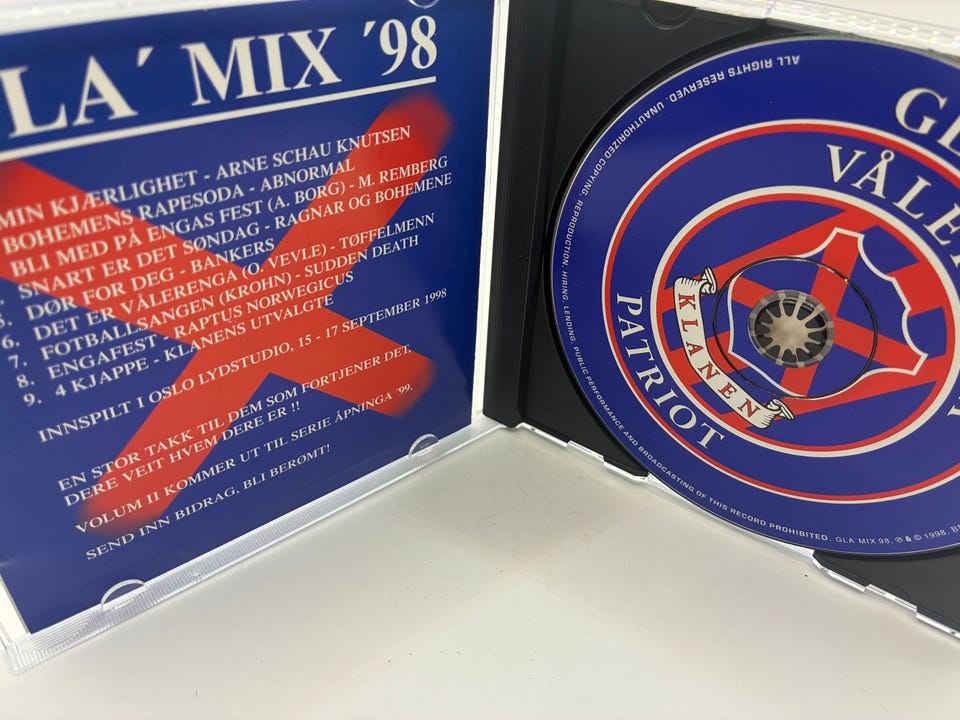 LA´ MIX ´98
MIN KJÆRLIGHET - ARNE SCHAU KNUTSEN
BOHEMENS RAPESODA - ABNORMAL
BLI MED PÅ ENGAS FEST (A. BORG) - M. REMBERG
SNART ER DET SØNDAG - RAGNAR OG BOHEMENE
5. DØR FOR DEG - BANKERS
6. DET ER VÅLERENGA (O. VEVLE) - TØFFELMENN
7. FOTBALLSANGEN (KROHN) - SUDDEN DEATH
8. ENGAFEST - RAPTUS NORWEGICUS
9. 4 KJAPPE - KLANENS UTVALGTE
INNSPILT I OSLO LYDSTUDIO, 15 - 17 SEPTEMBER 1998
EN STOR TAKK TIL DEM SOM FORTJENER DET,
DERE VEIT HVEM DERE ER !!
VOLUM II KOMMER UT TIL SERIE ÅPNINGA ´99.
SEND INN BIDRAG, BLI BERØMT!
GL
VÅLE
PATRIOT
KLANEN
ALL RIGHTS RESERVED. UNAUTHORIZED COPYING, REPRODUCTION, HIRING, LENDING, PUBLIC PERFORMANCE AND BROADCASTING OF THIS RECORD PROHIBITED. GLA´MIX 98, ℗ & © 1998,